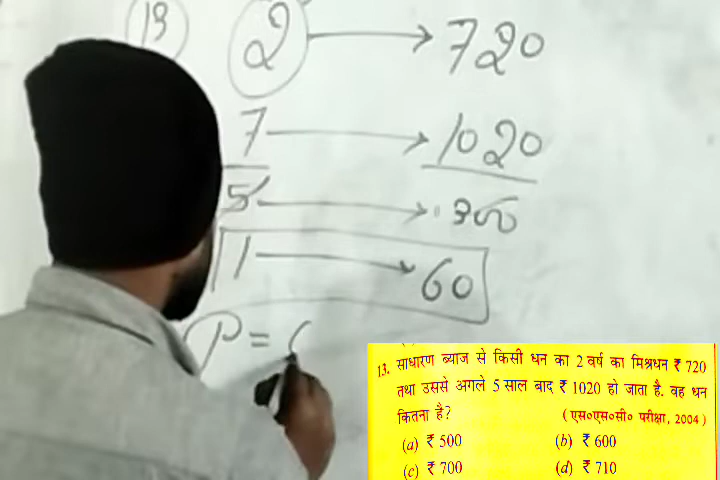 13 2 → 720
7 → 1020
5 → 300
1 → 60
P = (
13. साधारण ब्याज से किसी धन का 2 वर्ष का मिश्रधन ₹ 720
तथा उससे अगले 5 साल बाद ₹ 1020 हो जाता है. वह धन
कितना है? (एस०एस०सी० परीक्षा, 2004)
(a) ₹ 500 (b) ₹ 600
(c) ₹ 700 (d) ₹ 710